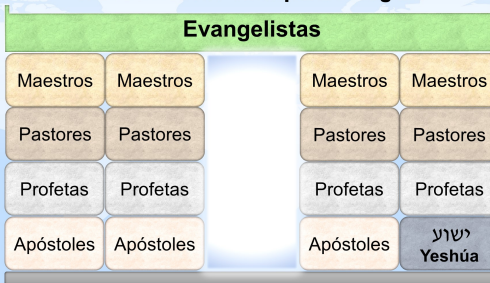 Evangelistas
Maestros Maestros Maestros Maestros
Pastores Pastores Pastores Pastores
Profetas Profetas Profetas Profetas
Apóstoles Apóstoles Apóstoles ישוע
Yeshúa